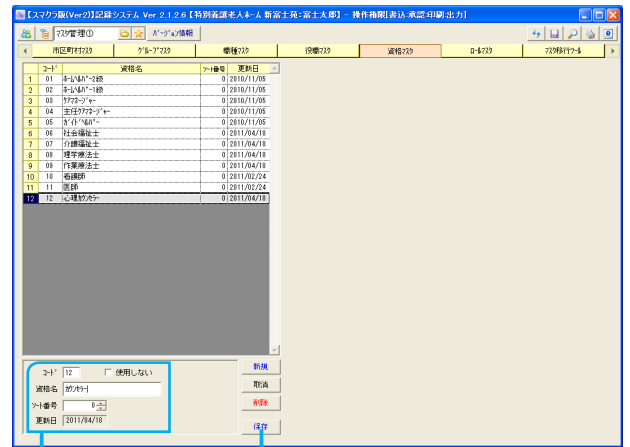 【スマクラ版(Ver2)】記録システム Ver 2.1.2.6【特別養護老人ホーム 新富士苑:富士太郎】 - 操作権限[書込:承認:印刷:出力]
マスタ管理① バージョン情報
市区町村マスタ グループマスタ 職種マスタ 役職マスタ 資格マスタ ロールマスタ マスタ移行ツール
コード 資格名 ソート番号 更新日
1 01 ホームヘルパー2級 0 2010/11/05
2 02 ホームヘルパー1級 0 2010/11/05
3 03 ケアマネージャー 0 2010/11/05
4 04 主任ケアマネージャー 0 2010/11/05
5 05 ガイドヘルパー 0 2010/11/05
6 06 社会福祉士 0 2011/04/18
7 07 介護福祉士 0 2011/04/18
8 08 理学療法士 0 2011/04/18
9 09 作業療法士 0 2011/04/18
10 10 看護師 0 2011/02/24
11 11 医師 0 2011/02/24
12 12 心理カウンセラー 0 2011/04/18
コード 12 使用しない 新規
資格名 カウンセラー 取消
ソート番号 0 削除
更新日 2011/04/18 保存